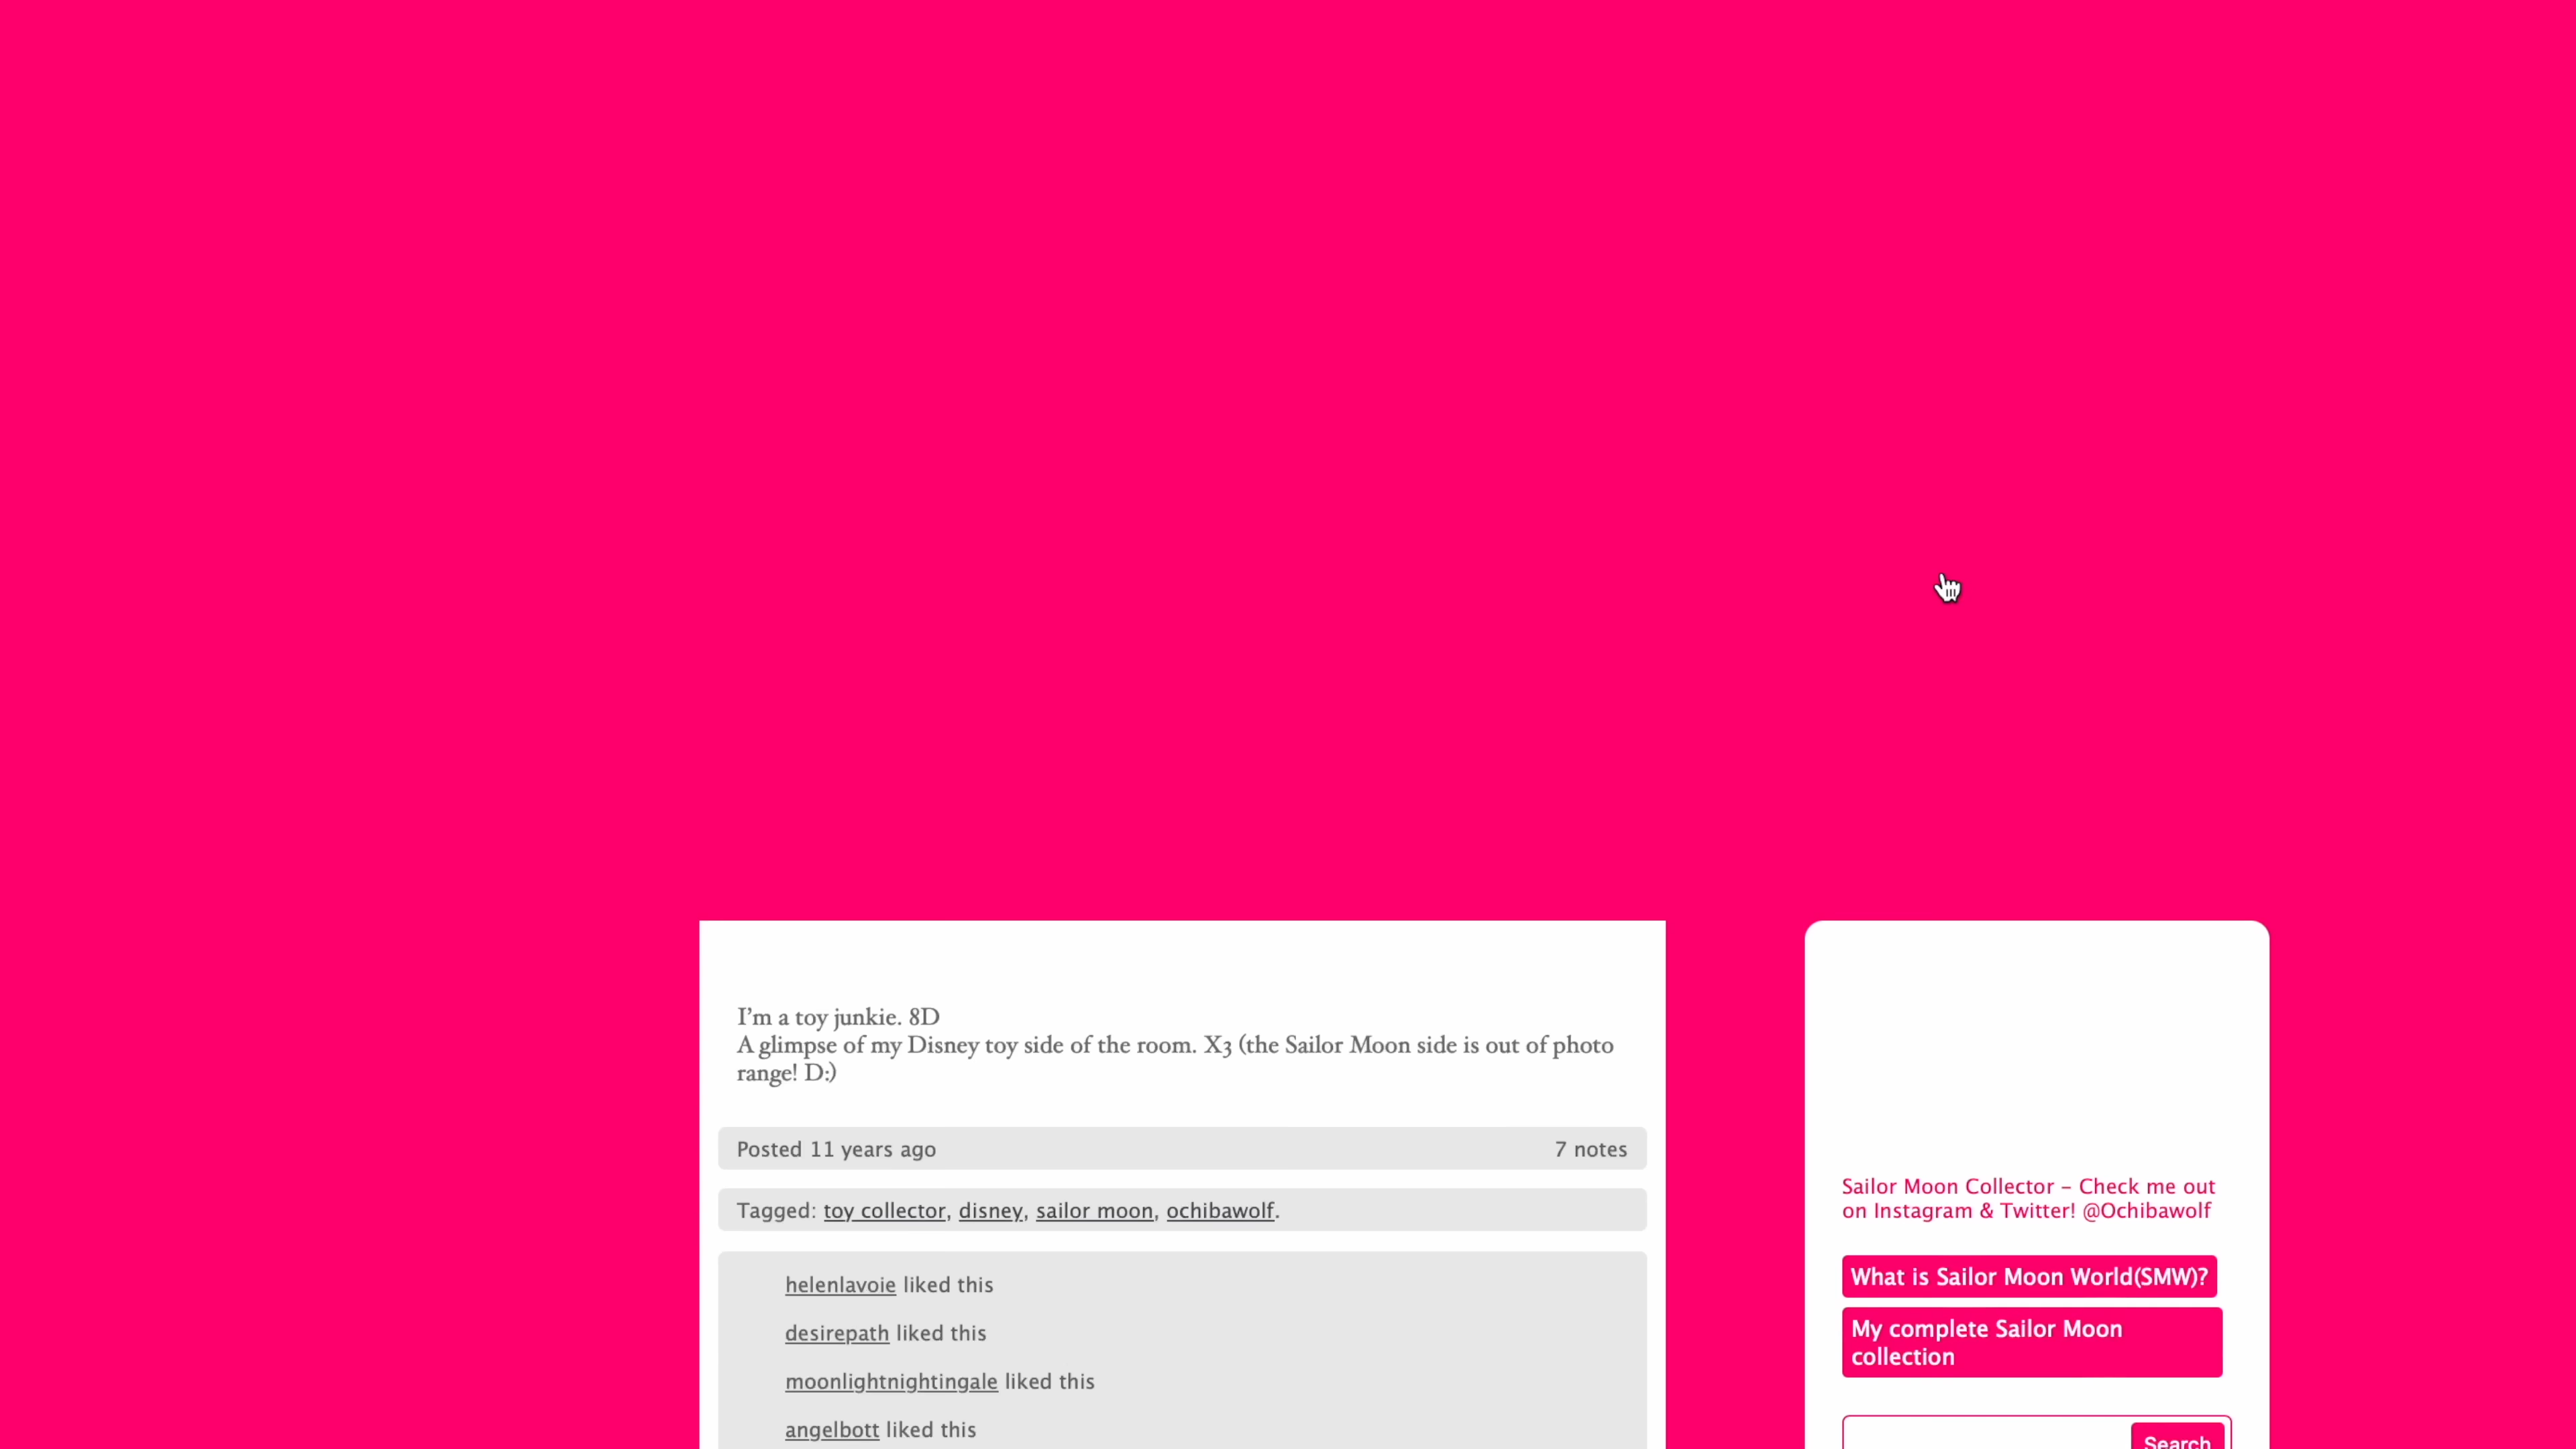 I'm a toy junkie. 8D
A glimpse of my Disney toy side of the room. X3 (the Sailor Moon side is out of photo
range! D:)
Posted 11 years ago 7 notes
Tagged: toy collector, disney, sailor moon, ochibawolf.
helenlavoie liked this
desirepath liked this
moonlightnightingale liked this
angelbott liked this
Sailor Moon Collector – Check me out
on Instagram & Twitter! @Ochibawolf
What is Sailor Moon World(SMW)?
My complete Sailor Moon
collection
Search